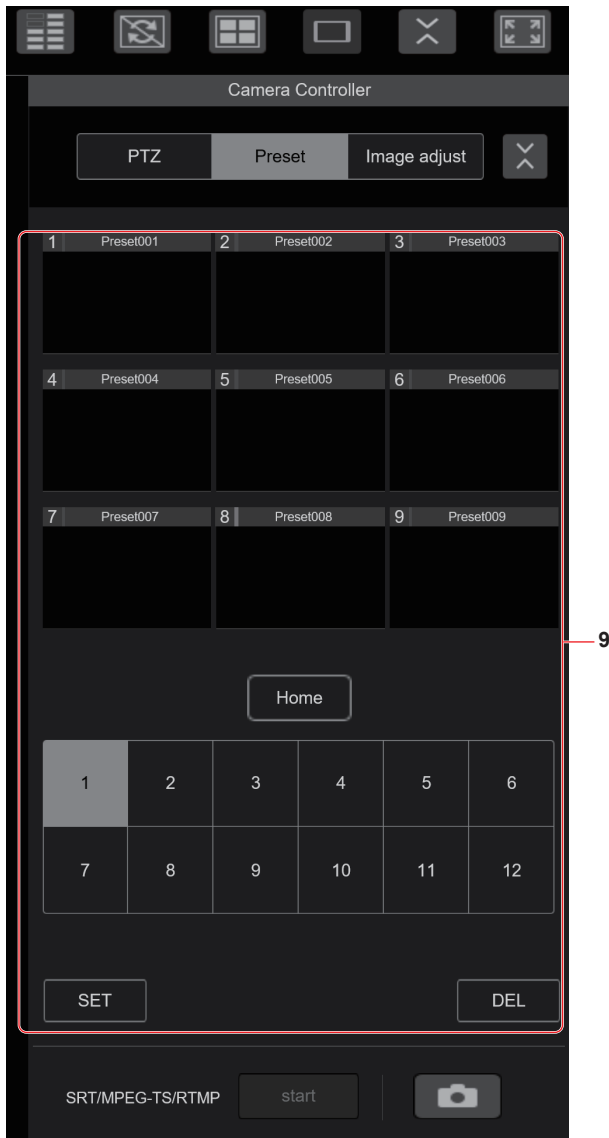 Camera Controller
PTZ Preset Image adjust
1 Preset001 2 Preset002 3 Preset003
4 Preset004 5 Preset005 6 Preset006
7 Preset007 8 Preset008 9 Preset009
9
Home
1 2 3 4 5 6
7 8 9 10 11 12
SET DEL
SRT/MPEG-TS/RTMP start